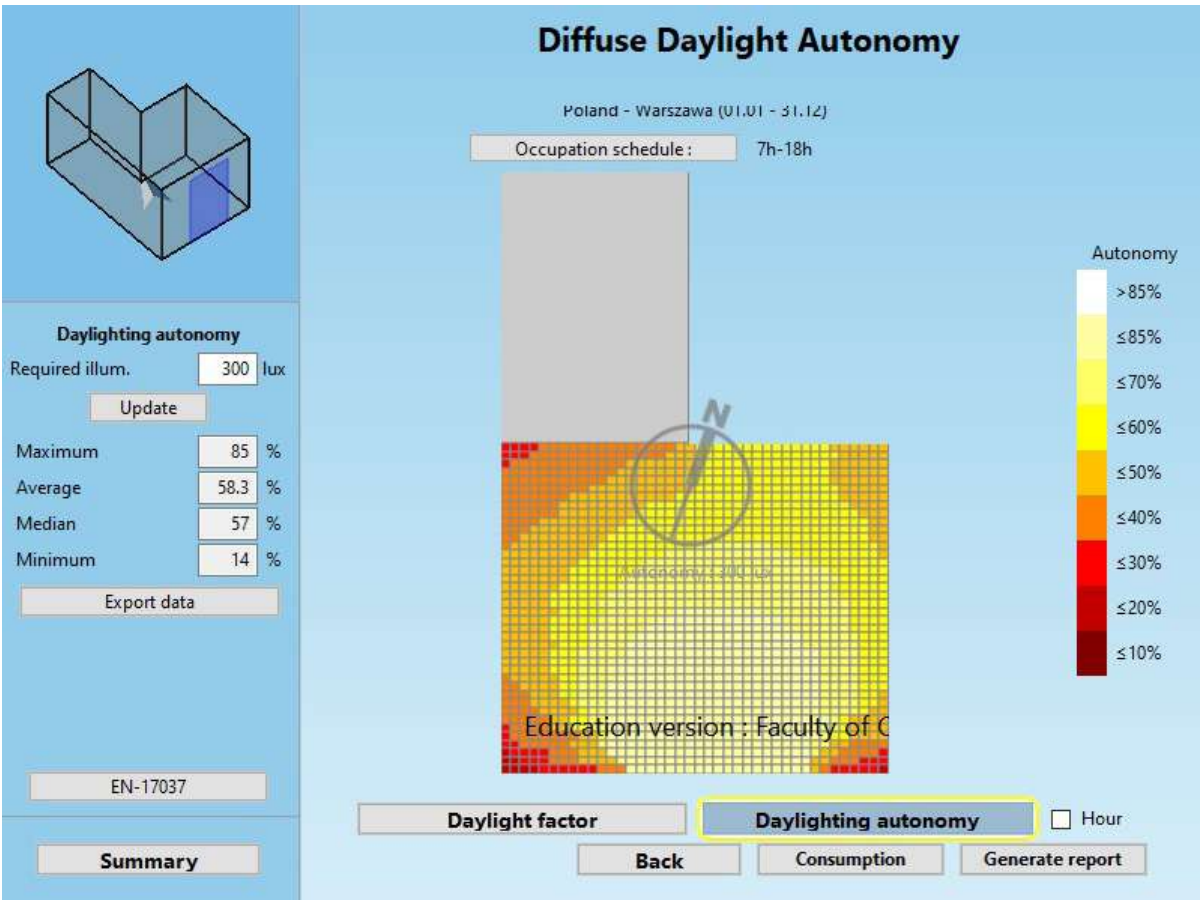 Diffuse Daylight Autonomy
Poland - Warszawa (01.01 - 31.12)
Occupation schedule : 7h-18h
Daylighting autonomy
Required illum. 300 lux
Update
Maximum 85 %
Average 58.3 %
Median 57 %
Minimum 14 %
Export data
EN-17037
Summary
N
Autonomy : 300 lux
Education version : Faculty of C
Autonomy
>85%
≤85%
≤70%
≤60%
≤50%
≤40%
≤30%
≤20%
≤10%
Daylight factor
Daylighting autonomy
Hour
Back
Consumption
Generate report